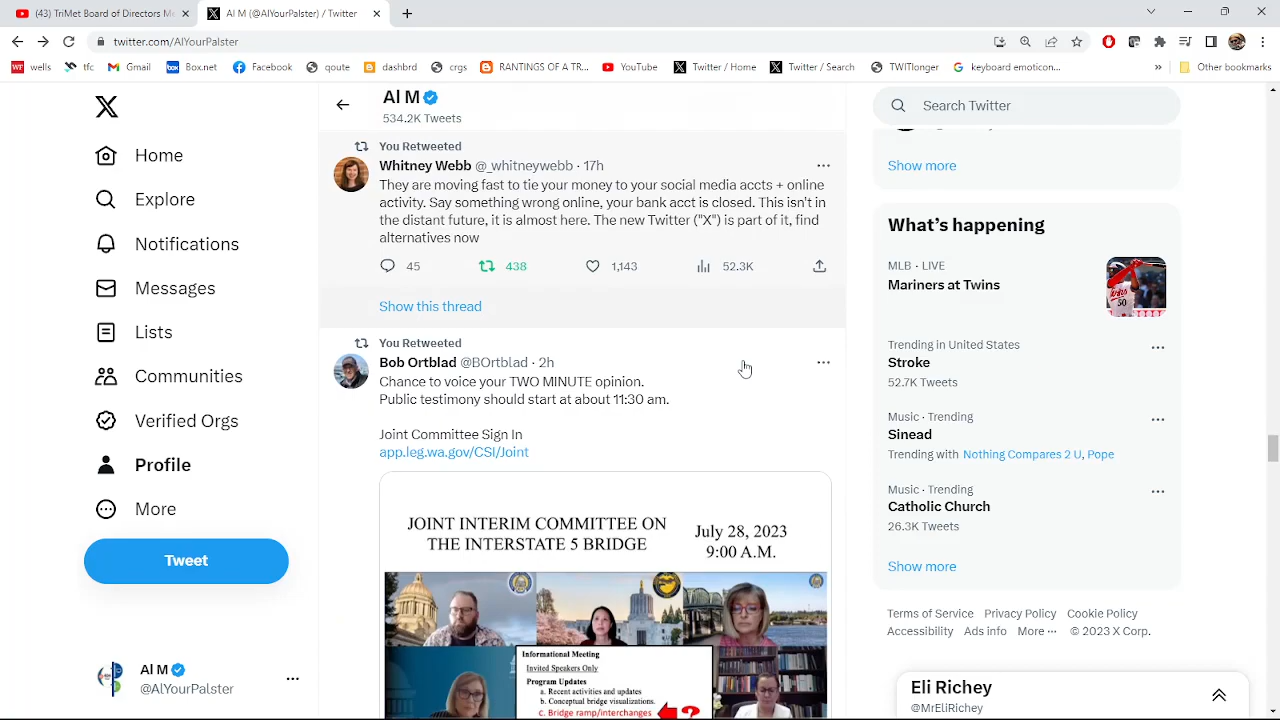 (43) TriMet Board of Directors Me
Al M (@AlYourPalster) / Twitter
twitter.com/AlYourPalster
wells
tfc
Gmail
Box.net
Facebook
qoute
dashbrd
srgs
RANTINGS OF A TR...
YouTube
Twitter / Home
Twitter / Search
TWITlonger
keyboard emoticon...
Other bookmarks
Home
Explore
Notifications
Messages
Lists
Communities
Verified Orgs
Profile
More
Tweet
Al M
@AlYourPalster
Al M
534.2K Tweets
You Retweeted
Whitney Webb @_whitneywebb · 17h
They are moving fast to tie your money to your social media accts + online
activity. Say something wrong online, your bank acct is closed. This isn't in
the distant future, it is almost here. The new Twitter ("X") is part of it, find
alternatives now
45 438 1,143 52.3K
Show this thread
You Retweeted
Bob Ortblad @BOrtblad · 2h
Chance to voice your TWO MINUTE opinion.
Public testimony should start at about 11:30 am.
Joint Committee Sign In
app.leg.wa.gov/CSI/Joint
JOINT INTERIM COMMITTEE ON
THE INTERSTATE 5 BRIDGE
July 28, 2023
9:00 A.M.
Informational Meeting
Invited Speakers Only
Program Updates
a. Recent activities and updates
b. Conceptual bridge visualizations.
c. Bridge ramp/interchanges ?
Search Twitter
Show more
What's happening
MLB · LIVE
Mariners at Twins
Trending in United States
Stroke
52.7K Tweets
Music · Trending
Sinead
Trending with Nothing Compares 2 U, Pope
Music · Trending
Catholic Church
26.3K Tweets
Show more
Terms of Service Privacy Policy Cookie Policy
Accessibility Ads info More ··· © 2023 X Corp.
Eli Richey
@MrEliRichey